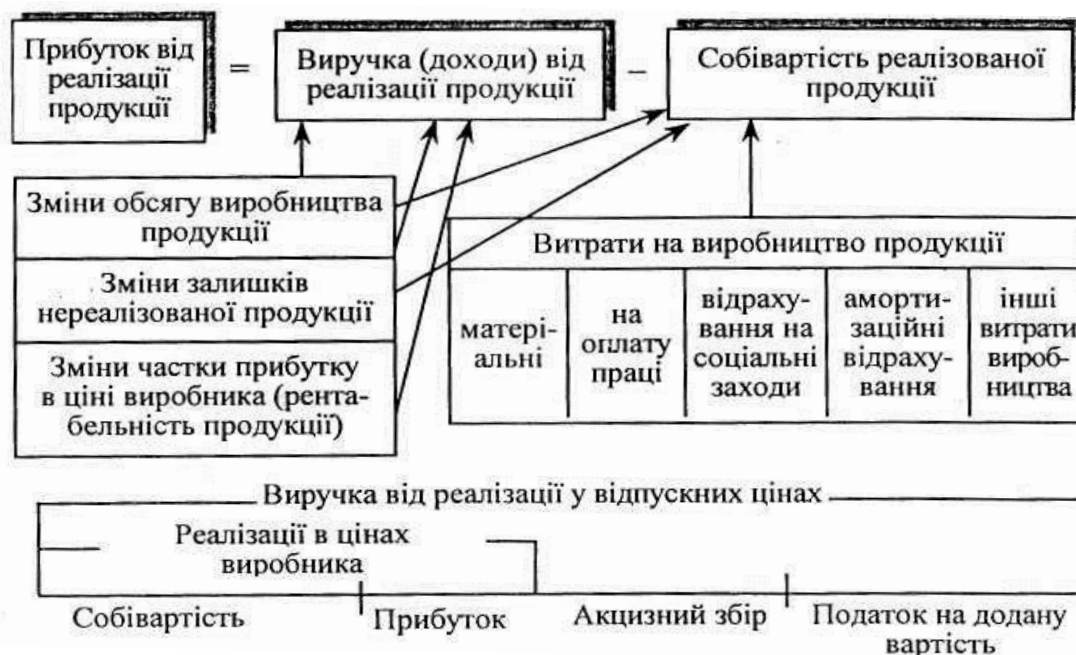 Прибуток від
реалізації
продукції
=
Виручка (доходи) від
реалізації продукції
–
Собівартість реалізованої
продукції
Зміни обсягу виробництва
продукції
Зміни залишків
нереалізованої продукції
Зміни частки прибутку
в ціні виробника (рента-
бельність продукції)
Витрати на виробництво продукції
матері-
альні
на
оплату
праці
відраху-
вання на
соціальні
заходи
аморти-
заційні
відраху-
вання
інші
витрати
вироб-
ництва
Виручка від реалізації у відпускних цінах
Реалізації в цінах
виробника
Собівартість
Прибуток
Акцизний збір
Податок на додану
вартість